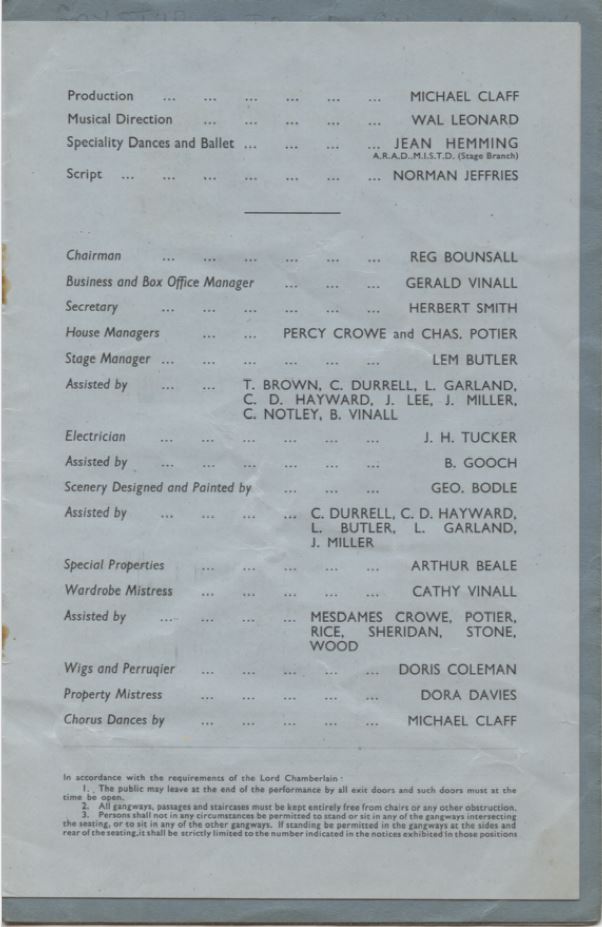 Production ... ... ... ... ... ... MICHAEL CLAFF
Musical Direction ... ... ... ... ... WAL LEONARD
Speciality Dances and Ballet ... ... ... ... JEAN HEMMING
A.R.A.D., M.I.S.T.D. (Stage Branch)
Script ... ... ... ... ... ... ... NORMAN JEFFRIES
Chairman ... ... ... ... ... ... REG BOUNSALL
Business and Box Office Manager ... ... ... GERALD VINALL
Secretary ... ... ... ... ... ... HERBERT SMITH
House Managers ... ... PERCY CROWE and CHAS. POTIER
Stage Manager ... ... ... ... ... ... LEM BUTLER
Assisted by ... ... T. BROWN, C. DURRELL, L. GARLAND,
C. D. HAYWARD, J. LEE, J. MILLER,
C. NOTLEY, B. VINALL
Electrician ... ... ... ... ... ... J. H. TUCKER
Assisted by ... ... ... ... ... ... B. GOOCH
Scenery Designed and Painted by ... ... ... GEO. BODLE
Assisted by ... ... ... ... C. DURRELL, C. D. HAYWARD,
L. BUTLER, L. GARLAND,
J. MILLER
Special Properties ... ... ... ... ... ARTHUR BEALE
Wardrobe Mistress ... ... ... ... ... CATHY VINALL
Assisted by ... ... ... ... MESDAMES CROWE, POTIER,
RICE, SHERIDAN, STONE,
WOOD
Wigs and Perruqier ... ... ... ... ... DORIS COLEMAN
Property Mistress ... ... ... ... ... DORA DAVIES
Chorus Dances by ... ... ... ... ... MICHAEL CLAFF
In accordance with the requirements of the Lord Chamberlain :
1. The public may leave at the end of the performance by all exit doors and such doors must at the
time be open.
2. All gangways, passages and staircases must be kept entirely free from chairs or any other obstruction.
3. Persons shall not in any circumstances be permitted to stand or sit in any of the gangways intersecting
the seating, or to sit in any of the other gangways. If standing be permitted in the gangways at the sides and
rear of the seating, it shall be strictly limited to the number indicated in the notices exhibited in those positions